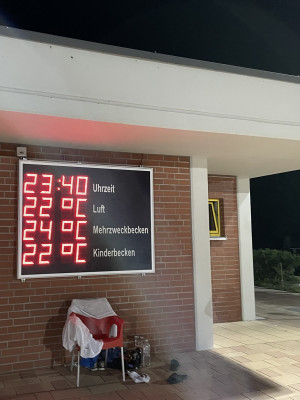 23:40 Uhrzeit
22 °C Luft
24 °C Mehrzweckbecken
22 °C Kinderbecken